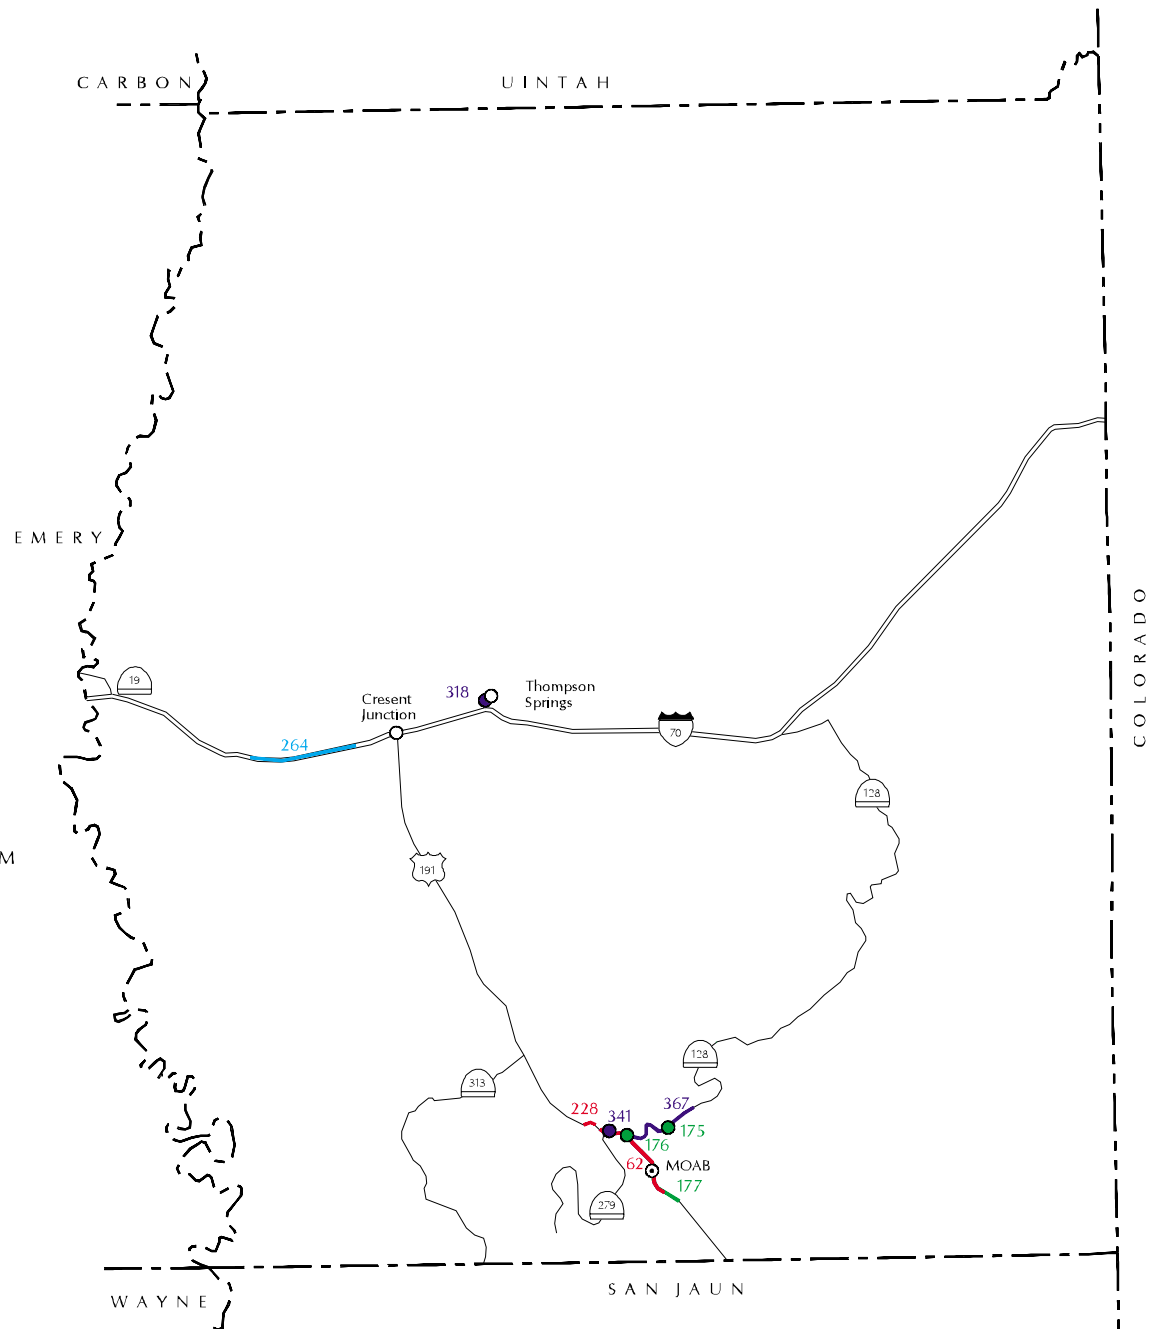 CARBON
UINTAH
EMERY
COLORADO
19
318
Thompson
Springs
Cresent
Junction
70
264
128
M
191
128
313
228
341
367
175
176
62
MOAB
177
279
SAN JAUN
WAYNE